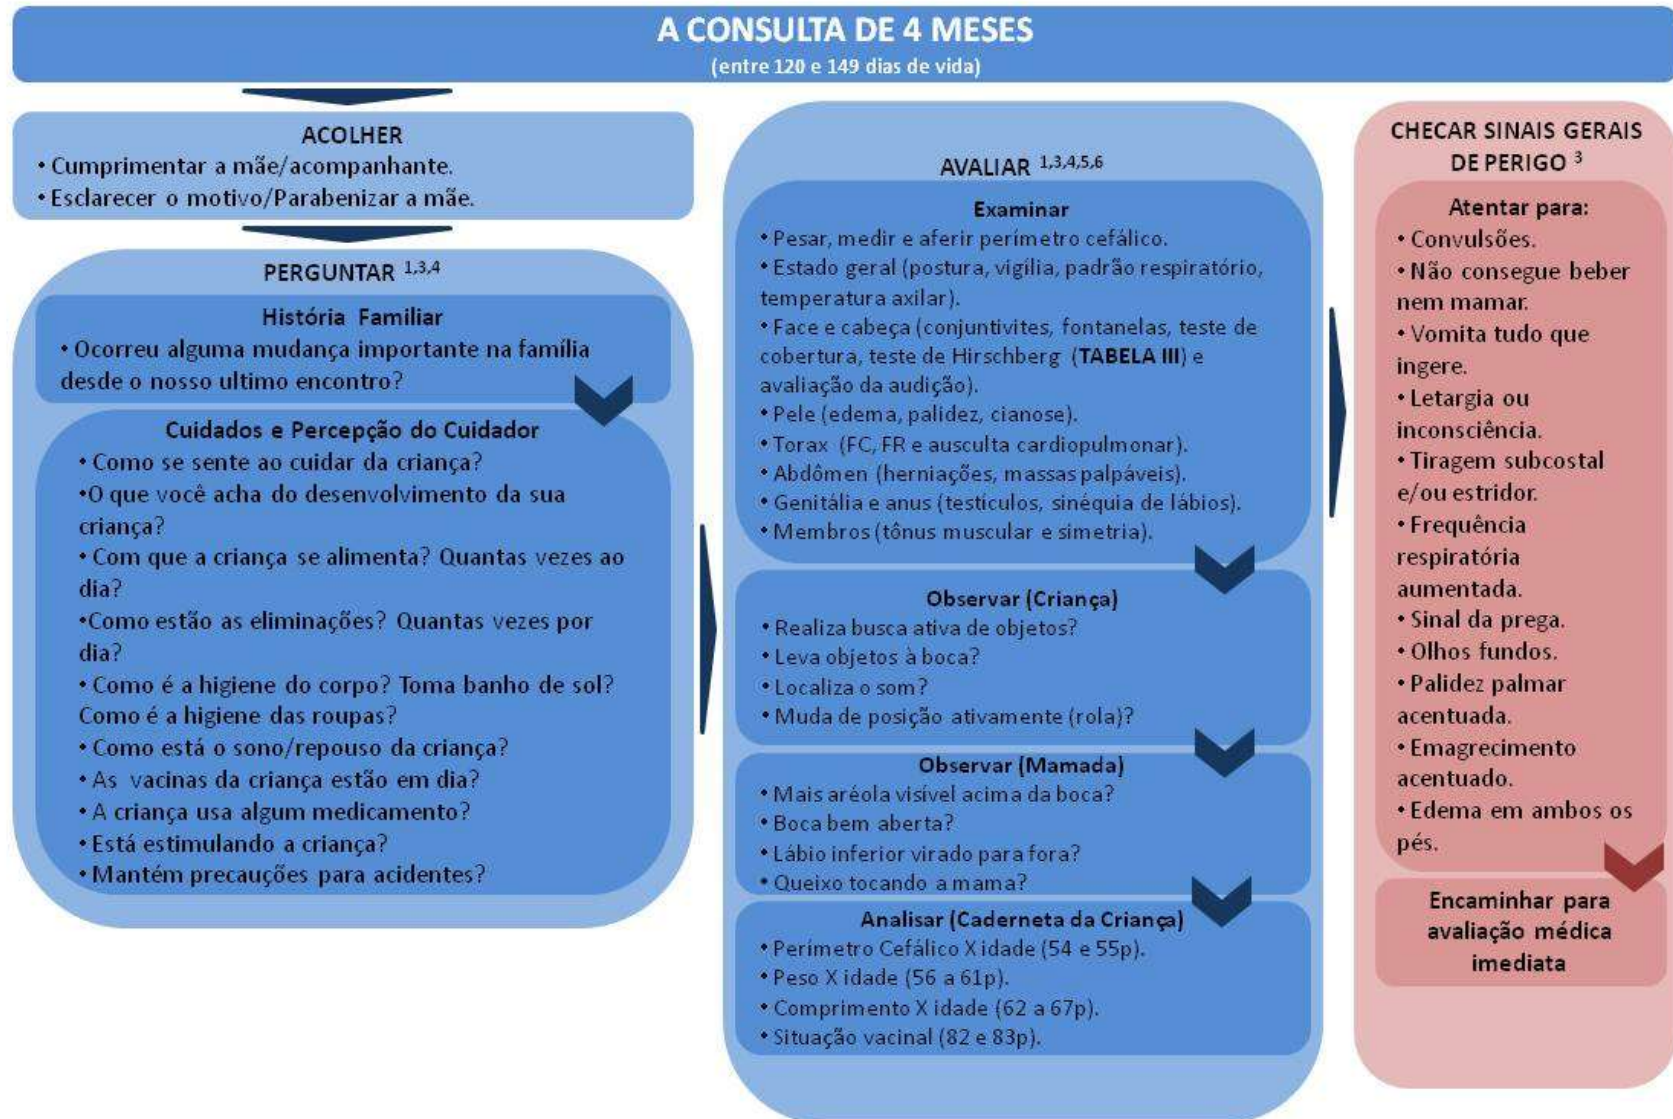 A CONSULTA DE 4 MESES
(entre 120 e 149 dias de vida)
ACOLHER
• Cumprimentar a mãe/acompanhante.
• Esclarecer o motivo/Parabenizar a mãe.
PERGUNTAR 1,3,4
História Familiar
• Ocorreu alguma mudança importante na família
desde o nosso ultimo encontro?
Cuidados e Percepção do Cuidador
• Como se sente ao cuidar da criança?
•O que você acha do desenvolvimento da sua
criança?
• Com que a criança se alimenta? Quantas vezes ao
dia?
•Como estão as eliminações? Quantas vezes por
dia?
• Como é a higiene do corpo? Toma banho de sol?
Como é a higiene das roupas?
• Como está o sono/repouso da criança?
• As vacinas da criança estão em dia?
• A criança usa algum medicamento?
• Está estimulando a criança?
• Mantém precauções para acidentes?
AVALIAR 1,3,4,5,6
Examinar
• Pesar, medir e aferir perímetro cefálico.
• Estado geral (postura, vigília, padrão respiratório,
temperatura axilar).
• Face e cabeça (conjuntivites, fontanelas, teste de
cobertura, teste de Hirschberg (TABELA III) e
avaliação da audição).
• Pele (edema, palidez, cianose).
• Torax (FC, FR e ausculta cardiopulmonar).
• Abdômen (herniações, massas palpáveis).
• Genitália e anus (testículos, sinéquia de lábios).
• Membros (tônus muscular e simetria).
Observar (Criança)
• Realiza busca ativa de objetos?
• Leva objetos à boca?
• Localiza o som?
• Muda de posição ativamente (rola)?
Observar (Mamada)
• Mais aréola visível acima da boca?
• Boca bem aberta?
• Lábio inferior virado para fora?
• Queixo tocando a mama?
Analisar (Caderneta da Criança)
• Perímetro Cefálico X idade (54 e 55p).
• Peso X idade (56 a 61p).
• Comprimento X idade (62 a 67p).
• Situação vacinal (82 e 83p).
CHECAR SINAIS GERAIS
DE PERIGO 3
Atentar para:
• Convulsões.
• Não consegue beber
nem mamar.
• Vomita tudo que
ingere.
• Letargia ou
inconsciência.
• Tiragem subcostal
e/ou estridor.
• Frequência
respiratória
aumentada.
• Sinal da prega.
• Olhos fundos.
• Palidez palmar
acentuada.
• Emagrecimento
acentuado.
• Edema em ambos os
pés.
Encaminhar para
avaliação médica
imediata